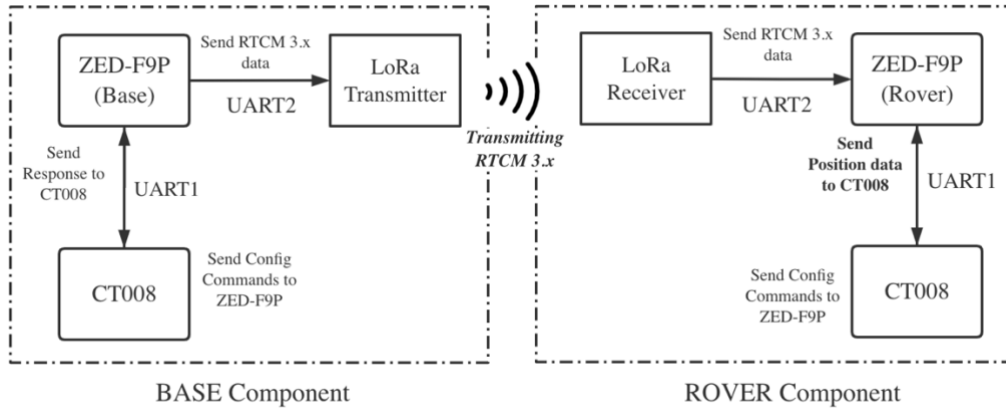 Send RTCM 3.x
data
ZED-F9P
(Base)
UART2
LoRa
Transmitter
Send
Response to
CT008
UART1
CT008
Send Config
Commands to
ZED-F9P
BASE Component
Transmitting
RTCM 3.x
LoRa
Receiver
Send RTCM 3.x
data
UART2
ZED-F9P
(Rover)
Send
Position data
to CT008
UART1
Send Config
Commands to
ZED-F9P
CT008
ROVER Component